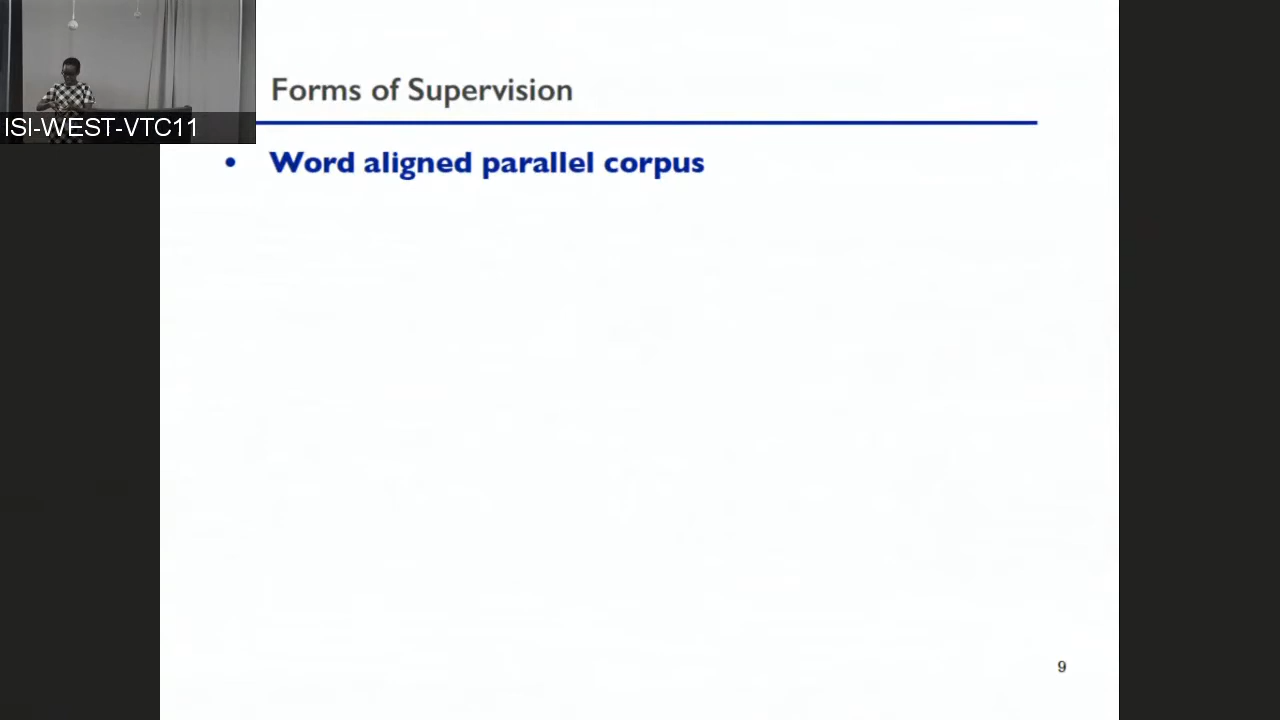 Forms of Supervision
ISI-WEST-VTC11
• Word aligned parallel corpus
9